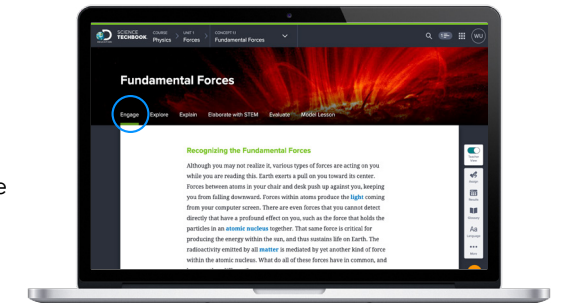 SCIENCE
TECHBOOK
COURSE
Physics
UNIT 1
Forces
CONCEPT 1.1
Fundamental Forces
WU
Fundamental Forces
Engage Explore Explain Elaborate with STEM Evaluate Model Lesson
Recognizing the Fundamental Forces
Although you may not realize it, various types of forces are acting on you
while you are reading this. Earth exerts a pull on you toward its center.
Forces between atoms in your chair and desk push up against you, keeping
you from falling downward. Forces within atoms produce the light coming
from your computer screen. There are even forces that you cannot detect
directly that have a profound effect on you, such as the force that holds the
particles in an atomic nucleus together. That same force is critical for
producing the energy within the sun, and thus sustains life on Earth. The
radioactivity emitted by all matter is mediated by yet another kind of force
within the atomic nucleus. What do all of these forces have in common, and
Teacher
View
Assign
Results
Aa
Language
More
e